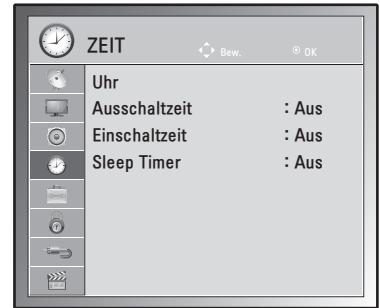 ZEIT
Bew.
OK
Uhr
Ausschaltzeit : Aus
Einschaltzeit : Aus
Sleep Timer : Aus